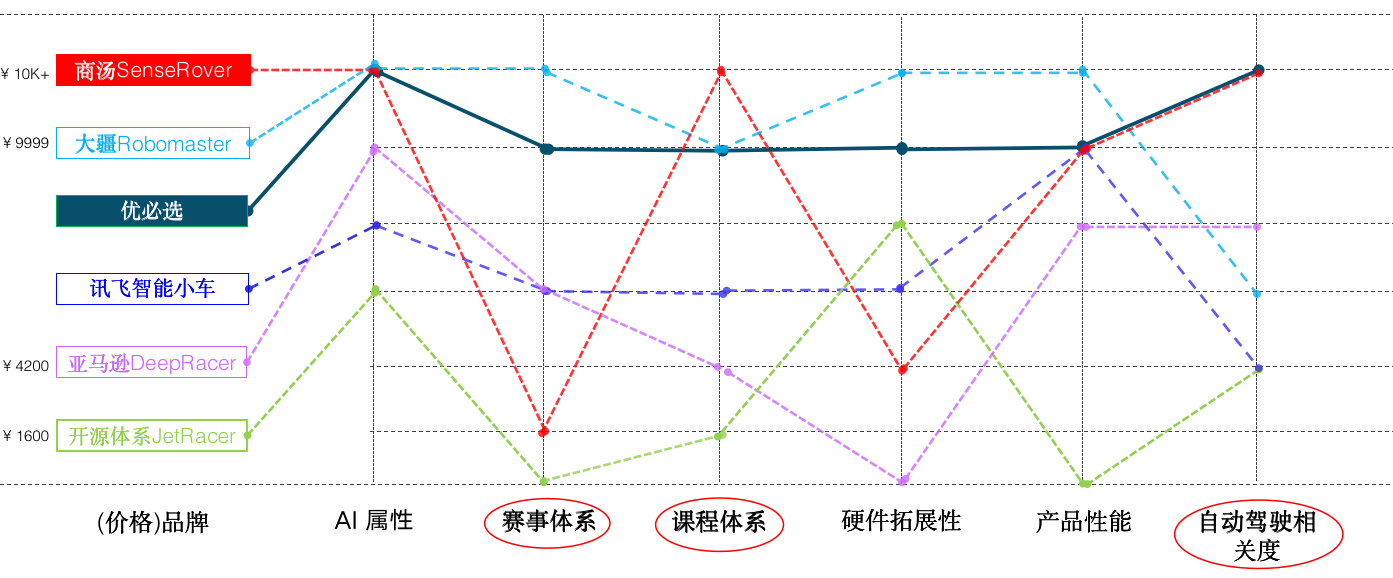 ¥ 10K+
商汤SenseRover
¥ 9999
大疆Robomaster
优必选
讯飞智能小车
¥ 4200
亚马逊DeepRacer
¥ 1600
开源体系JetRacer
(价格)品牌
AI 属性
赛事体系
课程体系
硬件拓展性
产品性能
自动驾驶相
关度